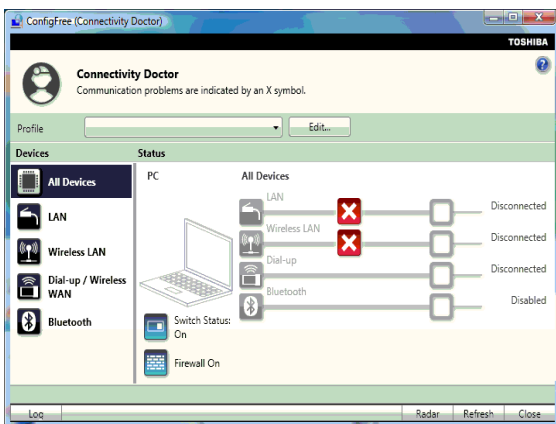 ConfigFree (Connectivity Doctor)
TOSHIBA
Connectivity Doctor
Communication problems are indicated by an X symbol.
Profile
Edit...
Devices
Status
All Devices
LAN
Wireless LAN
Dial-up / Wireless
WAN
Bluetooth
PC
Switch Status:
On
Firewall On
All Devices
LAN
Disconnected
Wireless LAN
Disconnected
Dial-up
Disconnected
Bluetooth
Disabled
Log
Radar
Refresh
Close